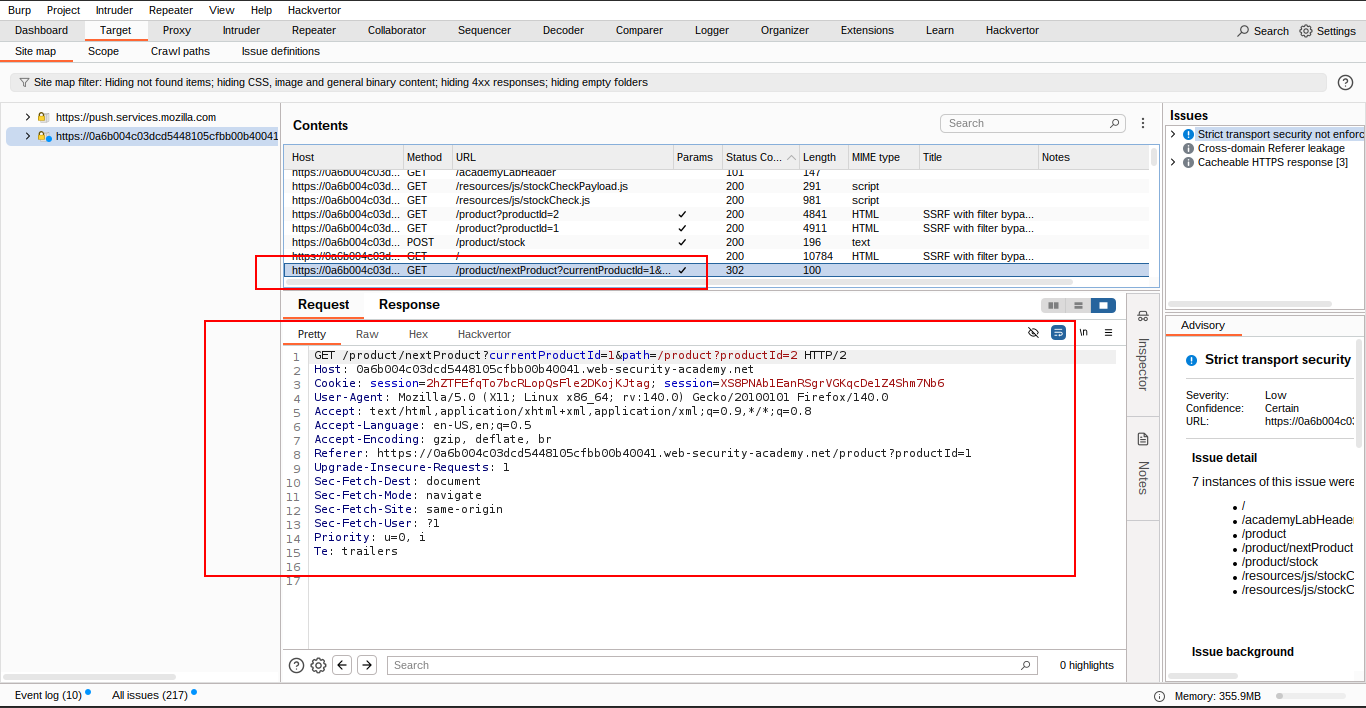 Burp Project Intruder Repeater View Help Hackvertor
Dashboard Target Proxy Intruder Repeater Collaborator Sequencer Decoder Comparer Logger Organizer Extensions Learn Hackvertor Search Settings
Site map Scope Crawl paths Issue definitions
Site map filter: Hiding not found items; hiding CSS, image and general binary content; hiding 4xx responses; hiding empty folders
https://push.services.mozilla.com
https://0a6b004c03dcd5448105cfbb00b40041
Contents
Search
Host Method URL Params Status Co... Length MIME type Title Notes
https://0a6b004c03d... GET /academyLabHeader 101 147
https://0a6b004c03d... GET /resources/js/stockCheckPayload.js 200 291 script
https://0a6b004c03d... GET /resources/js/stockCheck.js 200 981 script
https://0a6b004c03d... GET /product?productId=2 ✓ 200 4841 HTML SSRF with filter bypa...
https://0a6b004c03d... GET /product?productId=1 ✓ 200 4911 HTML SSRF with filter bypa...
https://0a6b004c03d... POST /product/stock ✓ 200 196 text
https://0a6b004c03d... GET / 200 10784 HTML SSRF with filter bypa...
https://0a6b004c03d... GET /product/nextProduct?currentProductId=1&... ✓ 302 100
Request Response
Pretty Raw Hex Hackvertor \n
1 GET /product/nextProduct?currentProductId=1&path=/product?productId=2 HTTP/2
2 Host: 0a6b004c03dcd5448105cfbb00b40041.web-security-academy.net
3 Cookie: session=2hZTFEfqTo7bcRLopQsFle2DKojKJtag; session=XS8PNAb1EanRSgrVGKqcDe1Z4Shm7Nb6
4 User-Agent: Mozilla/5.0 (X11; Linux x86_64; rv:140.0) Gecko/20100101 Firefox/140.0
5 Accept: text/html,application/xhtml+xml,application/xml;q=0.9,*/*;q=0.8
6 Accept-Language: en-US,en;q=0.5
7 Accept-Encoding: gzip, deflate, br
8 Referer: https://0a6b004c03dcd5448105cfbb00b40041.web-security-academy.net/product?productId=1
9 Upgrade-Insecure-Requests: 1
10 Sec-Fetch-Dest: document
11 Sec-Fetch-Mode: navigate
12 Sec-Fetch-Site: same-origin
13 Sec-Fetch-User: ?1
14 Priority: u=0, i
15 Te: trailers
16
17
Search
0 highlights
Inspector
Notes
Issues
Strict transport security not enforc
Cross-domain Referer leakage
Cacheable HTTPS response [3]
Advisory
Strict transport security
Severity: Low
Confidence: Certain
URL: https://0a6b004c03
Issue detail
7 instances of this issue were
• /
• /academyLabHeade
• /product
• /product/nextProduct
• /product/stock
• /resources/js/stockC
• /resources/js/stockC
Issue background
Event log (10) All issues (217) Memory: 355.9MB